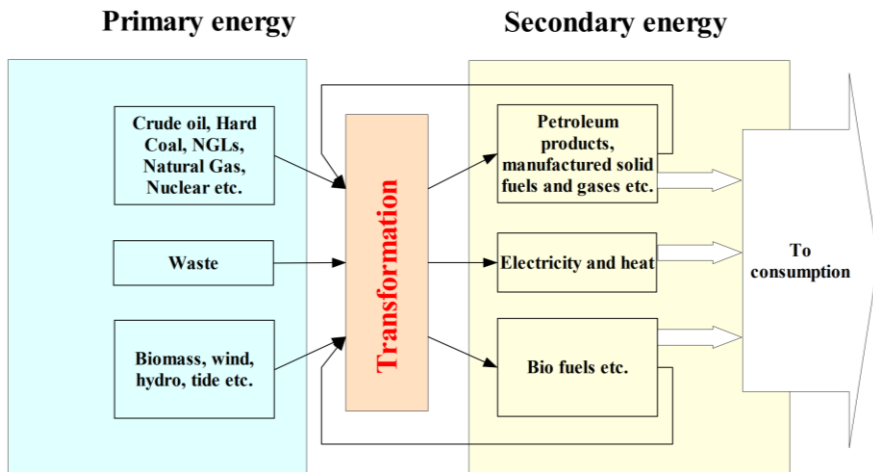 Primary energy
Secondary energy
Crude oil, Hard
Coal, NGLs,
Natural Gas,
Nuclear etc.
Waste
Biomass, wind,
hydro, tide etc.
Transformation
Petroleum
products,
manufactured solid
fuels and gases etc.
Electricity and heat
Bio fuels etc.
To
consumption